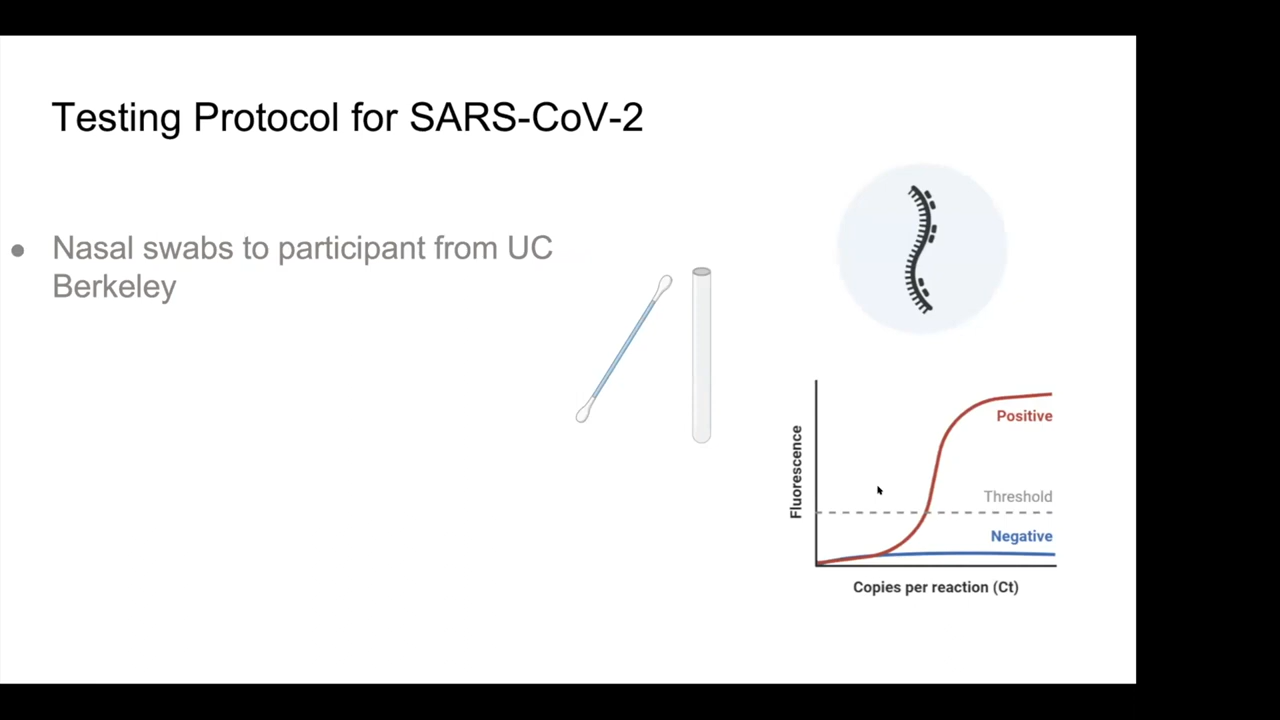 Testing Protocol for SARS-CoV-2
● Nasal swabs to participant from UC
Berkeley
Fluorescence
Positive
Threshold
Negative
Copies per reaction (Ct)